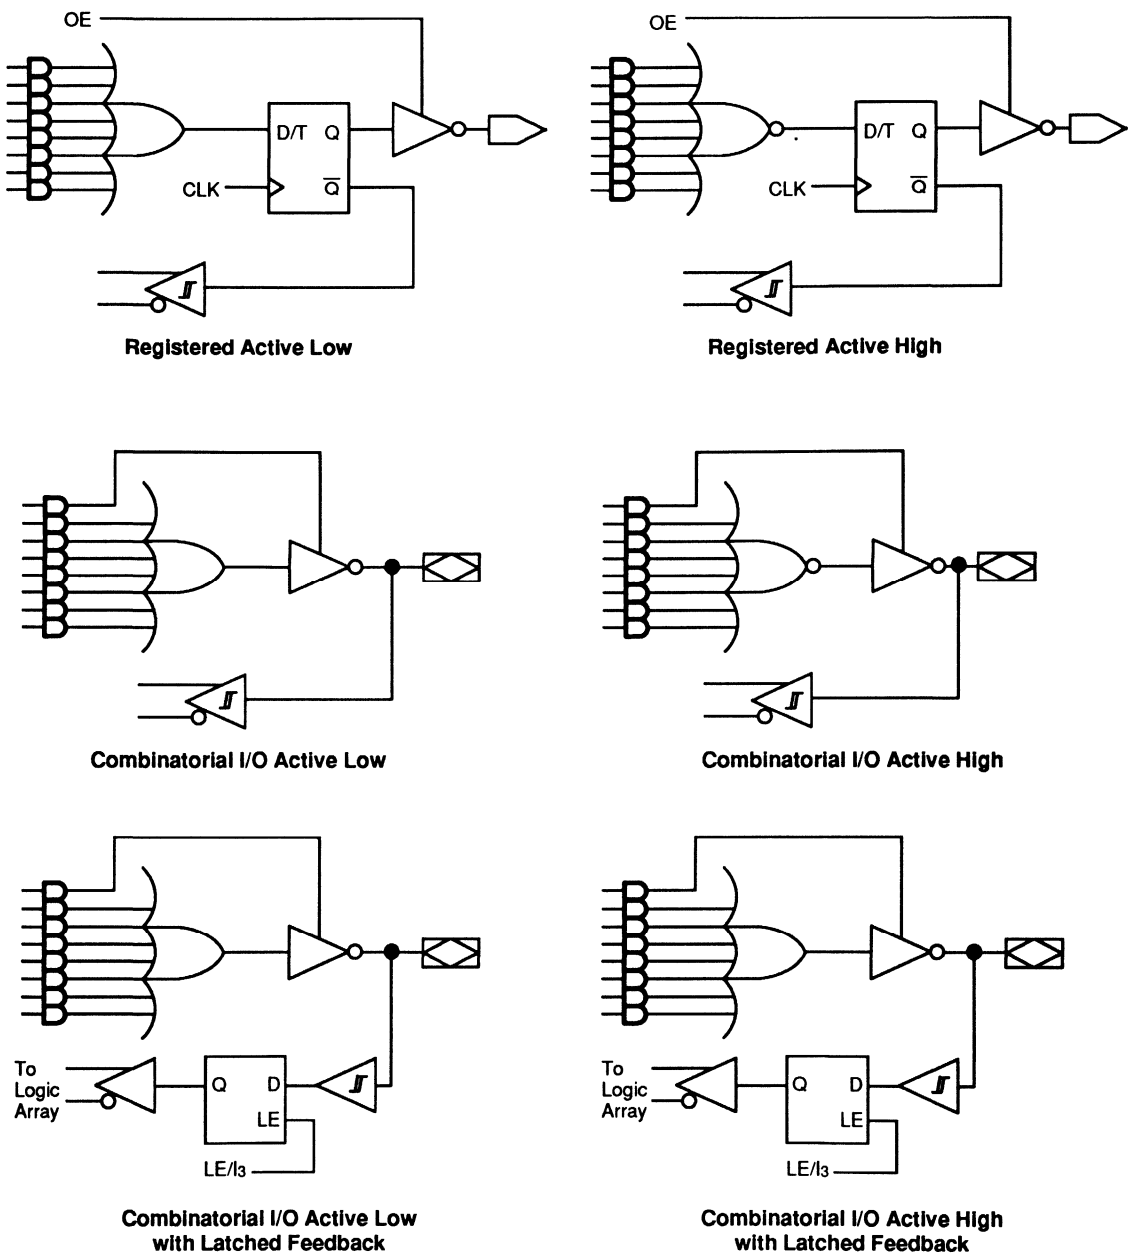 OE
D/T Q
CLK
Q̅
Registered Active Low
OE
D/T Q
CLK
Q̅
Registered Active High
Combinatorial I/O Active Low
Combinatorial I/O Active High
To
Logic
Array
Q D
LE
LE/I₃
Combinatorial I/O Active Low
with Latched Feedback
To
Logic
Array
Q D
LE
LE/I₃
Combinatorial I/O Active High
with Latched Feedback